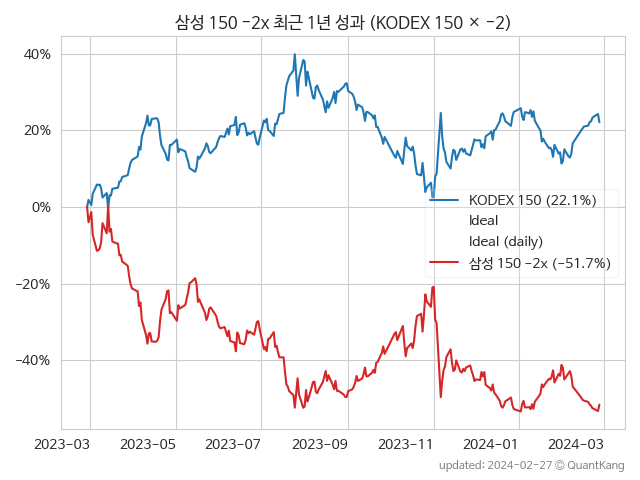 삼성 150 −2x 최근 1년 성과 (KODEX 150 × −2)
40%
20%
0%
−20%
−40%
KODEX 150 (22.1%)
Ideal
Ideal (daily)
삼성 150 −2x (−51.7%)
2023−03
2023−05
2023−07
2023−09
2023−11
2024−01
2024−03
updated: 2024−02−27 © QuantKang